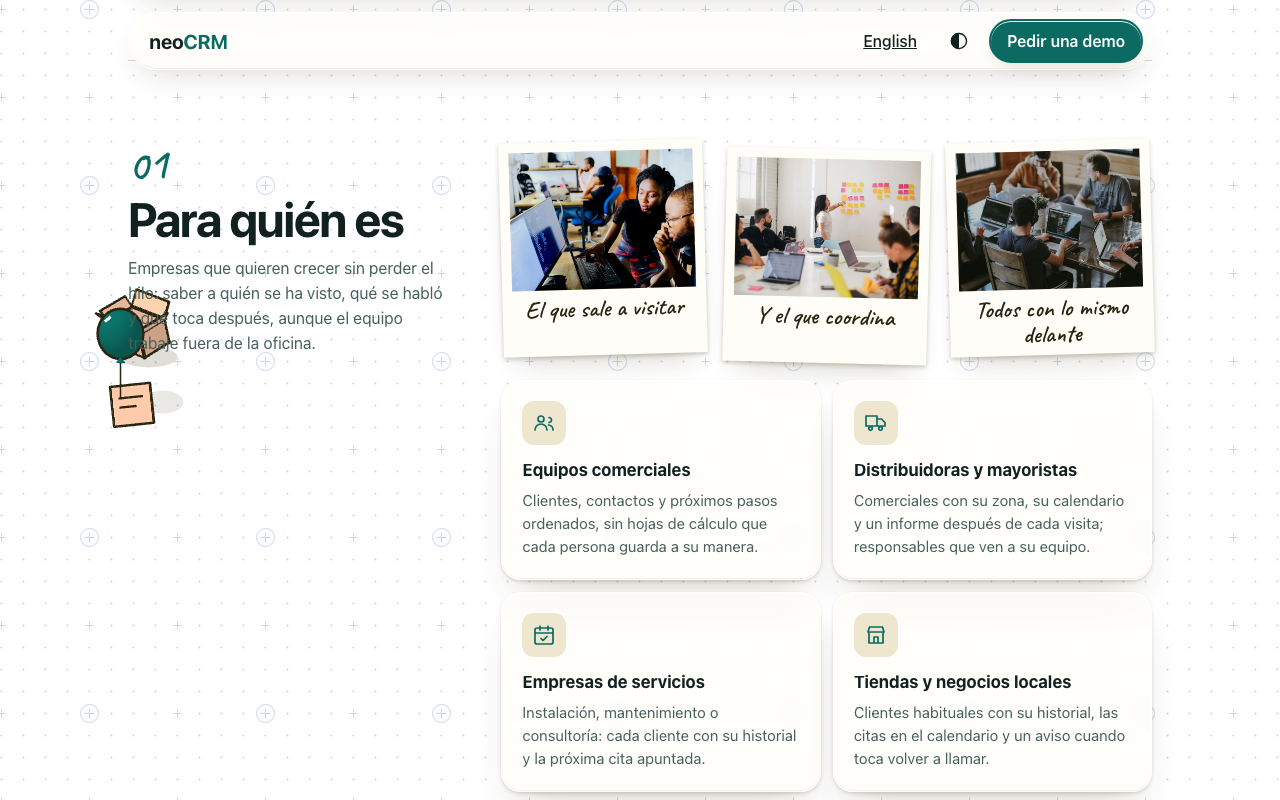 neoCRM
English
Pedir una demo
01
Para quién es
Empresas que quieren crecer sin perder el
hilo: saber a quién se ha visto, qué se habló
y qué toca después, aunque el equipo
trabaje fuera de la oficina.
El que sale a visitar
Y el que coordina
Todos con lo mismo
delante
Equipos comerciales
Clientes, contactos y próximos pasos
ordenados, sin hojas de cálculo que
cada persona guarda a su manera.
Distribuidoras y mayoristas
Comerciales con su zona, su calendario
y un informe después de cada visita;
responsables que ven a su equipo.
Empresas de servicios
Instalación, mantenimiento o
consultoría: cada cliente con su historial
y la próxima cita apuntada.
Tiendas y negocios locales
Clientes habituales con su historial, las
citas en el calendario y un aviso cuando
toca volver a llamar.